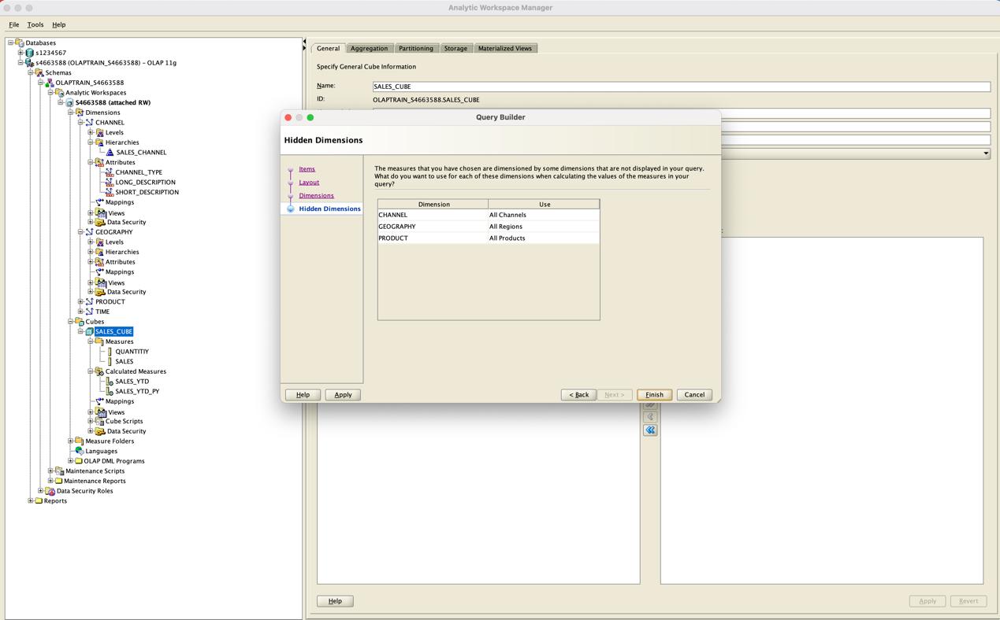 Analytic Workspace Manager
File Tools Help
Databases
s1234567
s4663588 (OLAPTRAIN_S4663588) - OLAP 11g
Schemas
OLAPTRAIN_S4663588
Analytic Workspaces
S4663588 (attached RW)
Dimensions
CHANNEL
Levels
Hierarchies
SALES_CHANNEL
Attributes
CHANNEL_TYPE
LONG_DESCRIPTION
SHORT_DESCRIPTION
Mappings
Views
Data Security
GEOGRAPHY
Levels
Hierarchies
Attributes
Mappings
Views
Data Security
PRODUCT
TIME
Cubes
SALES_CUBE
Measures
QUANTITIY
SALES
Calculated Measures
SALES_YTD
SALES_YTD_PY
Mappings
Views
Cube Scripts
Data Security
Measure Folders
Languages
OLAP DML Programs
Maintenance Scripts
Maintenance Reports
Data Security Roles
Reports
General Aggregation Partitioning Storage Materialized Views
Specify General Cube Information
Name: SALES_CUBE
ID: OLAPTRAIN_S4663588.SALES_CUBE
Query Builder
Hidden Dimensions
Items
Layout
Dimensions
Hidden Dimensions
The measures that you have chosen are dimensioned by some dimensions that are not displayed in your query.
What do you want to use for each of these dimensions when calculating the values of the measures in your
query?
Dimension Use
CHANNEL All Channels
GEOGRAPHY All Regions
PRODUCT All Products
Help Apply < Back Next > Finish Cancel
Help Apply Revert